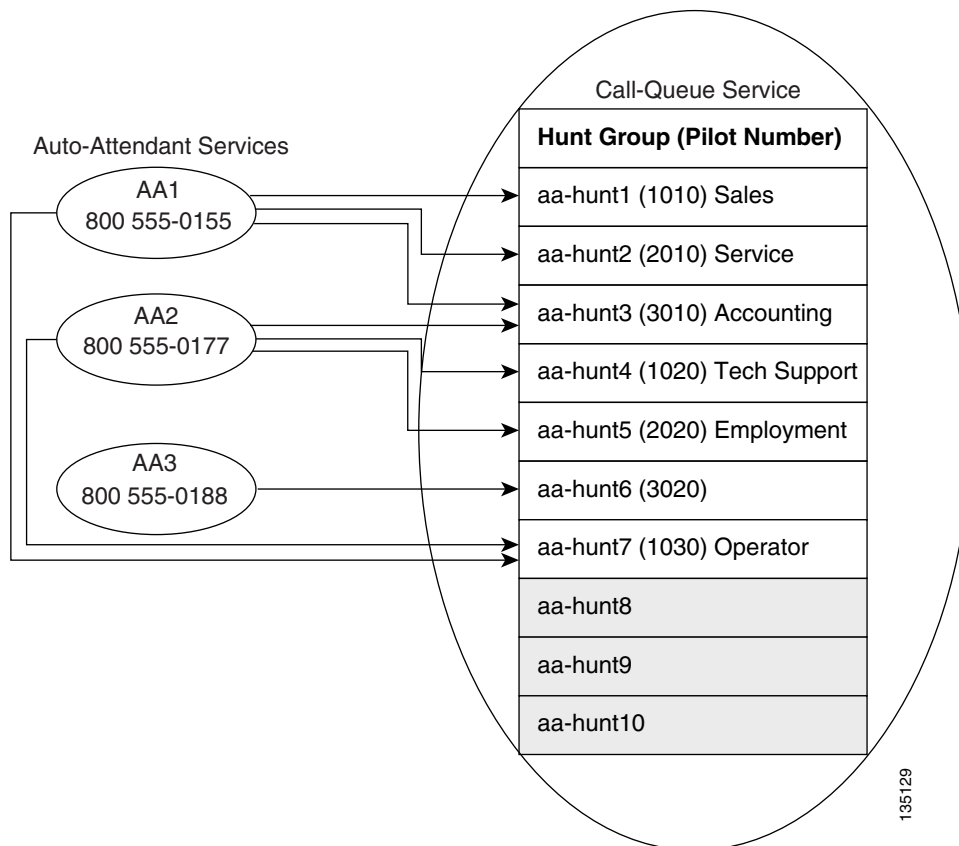 Call-Queue Service
Hunt Group (Pilot Number)
Auto-Attendant Services
AA1
800 555-0155
aa-hunt1 (1010) Sales
aa-hunt2 (2010) Service
AA2
800 555-0177
aa-hunt3 (3010) Accounting
aa-hunt4 (1020) Tech Support
aa-hunt5 (2020) Employment
AA3
800 555-0188
aa-hunt6 (3020)
aa-hunt7 (1030) Operator
aa-hunt8
aa-hunt9
aa-hunt10
135129